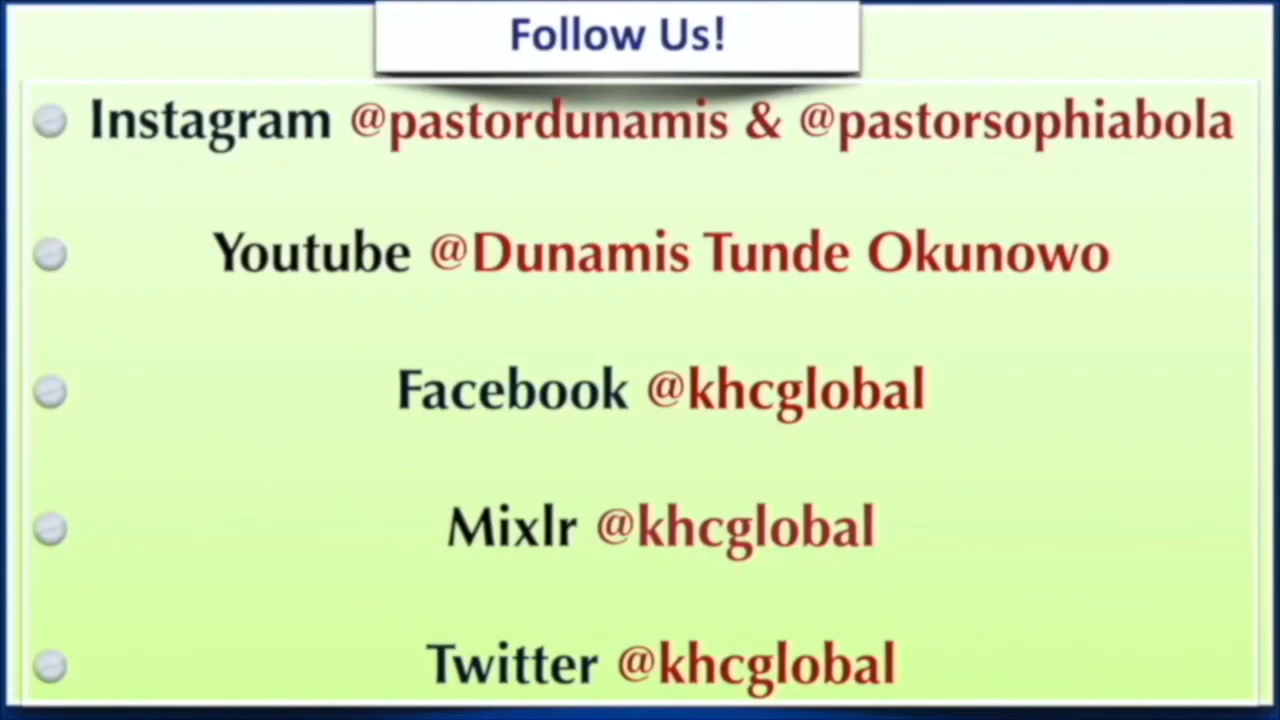 Follow Us!
Instagram @pastordunamis & @pastorsophiabola
Youtube @Dunamis Tunde Okunowo
Facebook @khcglobal
Mixlr @khcglobal
Twitter @khcglobal